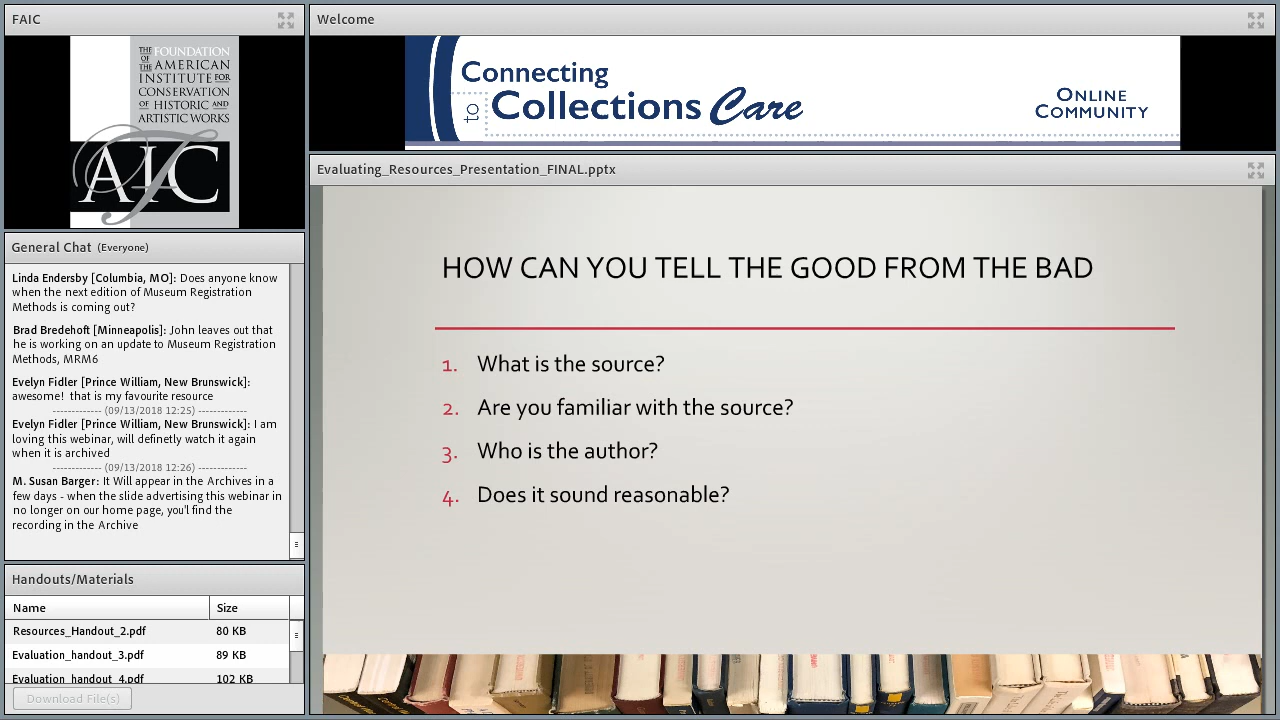 FAIC
THE FOUNDATION
OF THE AMERICAN
INSTITUTE FOR
CONSERVATION
OF HISTORIC AND
ARTISTIC WORKS
FAIC
General Chat (Everyone)
Linda Endersby [Columbia, MO]: Does anyone know
when the next edition of Museum Registration
Methods is coming out?
Brad Bredehoft [Minneapolis]: John leaves out that
he is working on an update to Museum Registration
Methods, MRM6
Evelyn Fidler [Prince William, New Brunswick]:
awesome! that is my favourite resource
------------- (09/13/2018 12:25) -------------
Evelyn Fidler [Prince William, New Brunswick]: I am
loving this webinar, will definetly watch it again
when it is archived
------------- (09/13/2018 12:26) -------------
M. Susan Barger: It Will appear in the Archives in a
few days - when the slide advertising this webinar in
no longer on our home page, you'll find the
recording in the Archive
Handouts/Materials
Name Size
Resources_Handout_2.pdf 80 KB
Evaluation_handout_3.pdf 89 KB
Evaluation_handout_4.pdf 102 KB
Download File(s)
Welcome
Connecting
to Collections Care
ONLINE
COMMUNITY
Evaluating_Resources_Presentation_FINAL.pptx
HOW CAN YOU TELL THE GOOD FROM THE BAD
1. What is the source?
2. Are you familiar with the source?
3. Who is the author?
4. Does it sound reasonable?